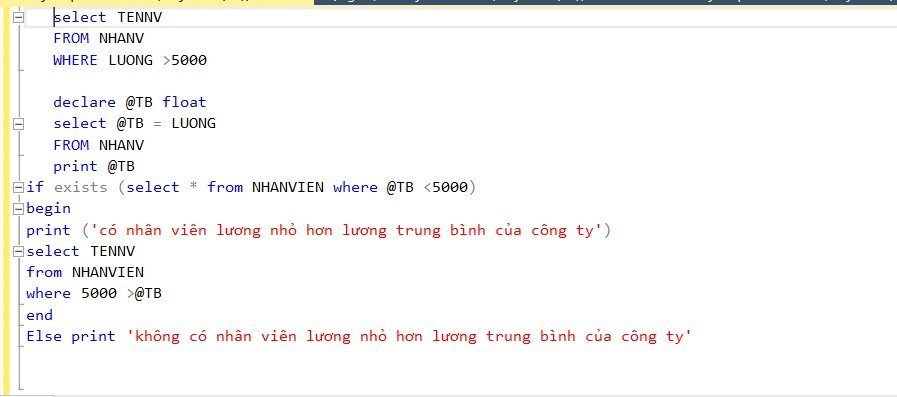 select TENNV
FROM NHANV
WHERE LUONG >5000
declare @TB float
select @TB = LUONG
FROM NHANV
print @TB
if exists (select * from NHANVIEN where @TB <5000)
begin
print ('có nhân viên lương nhỏ hơn lương trung bình của công ty')
select TENNV
from NHANVIEN
where 5000 >@TB
end
Else print 'không có nhân viên lương nhỏ hơn lương trung bình của công ty'